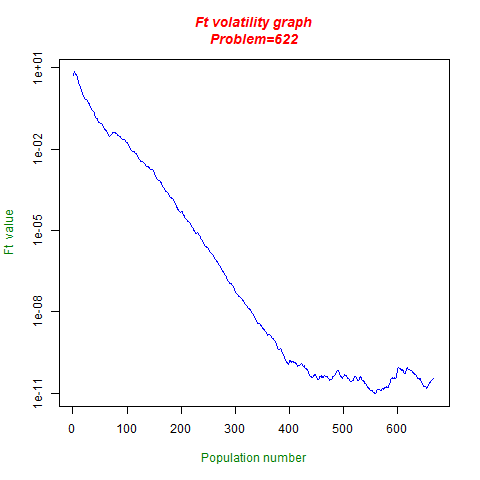 Ft volatility graph
Problem=622
1e+01
1e-02
1e-05
1e-08
1e-11
Ft value
0 100 200 300 400 500 600
Population number